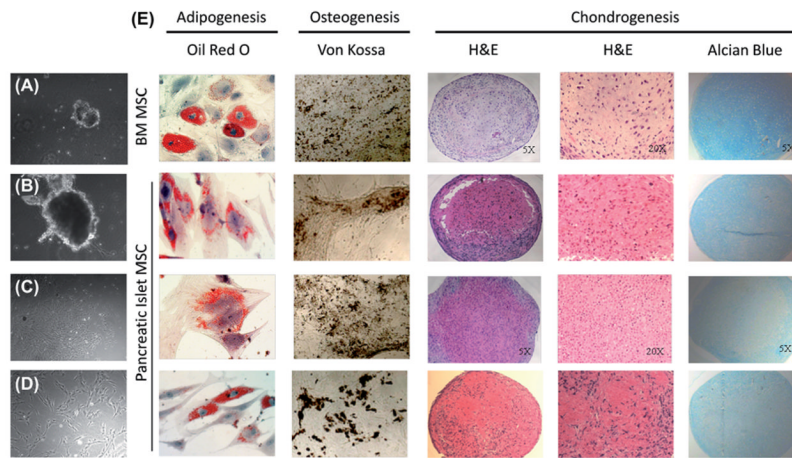 (E)
Adipogenesis
Osteogenesis
Chondrogenesis
Oil Red O
Von Kossa
H&E
H&E
Alcian Blue
(A)
BM MSC
5X
20X
5X
(B)
Pancreatic Islet MSC
(C)
5X
20X
5X
(D)